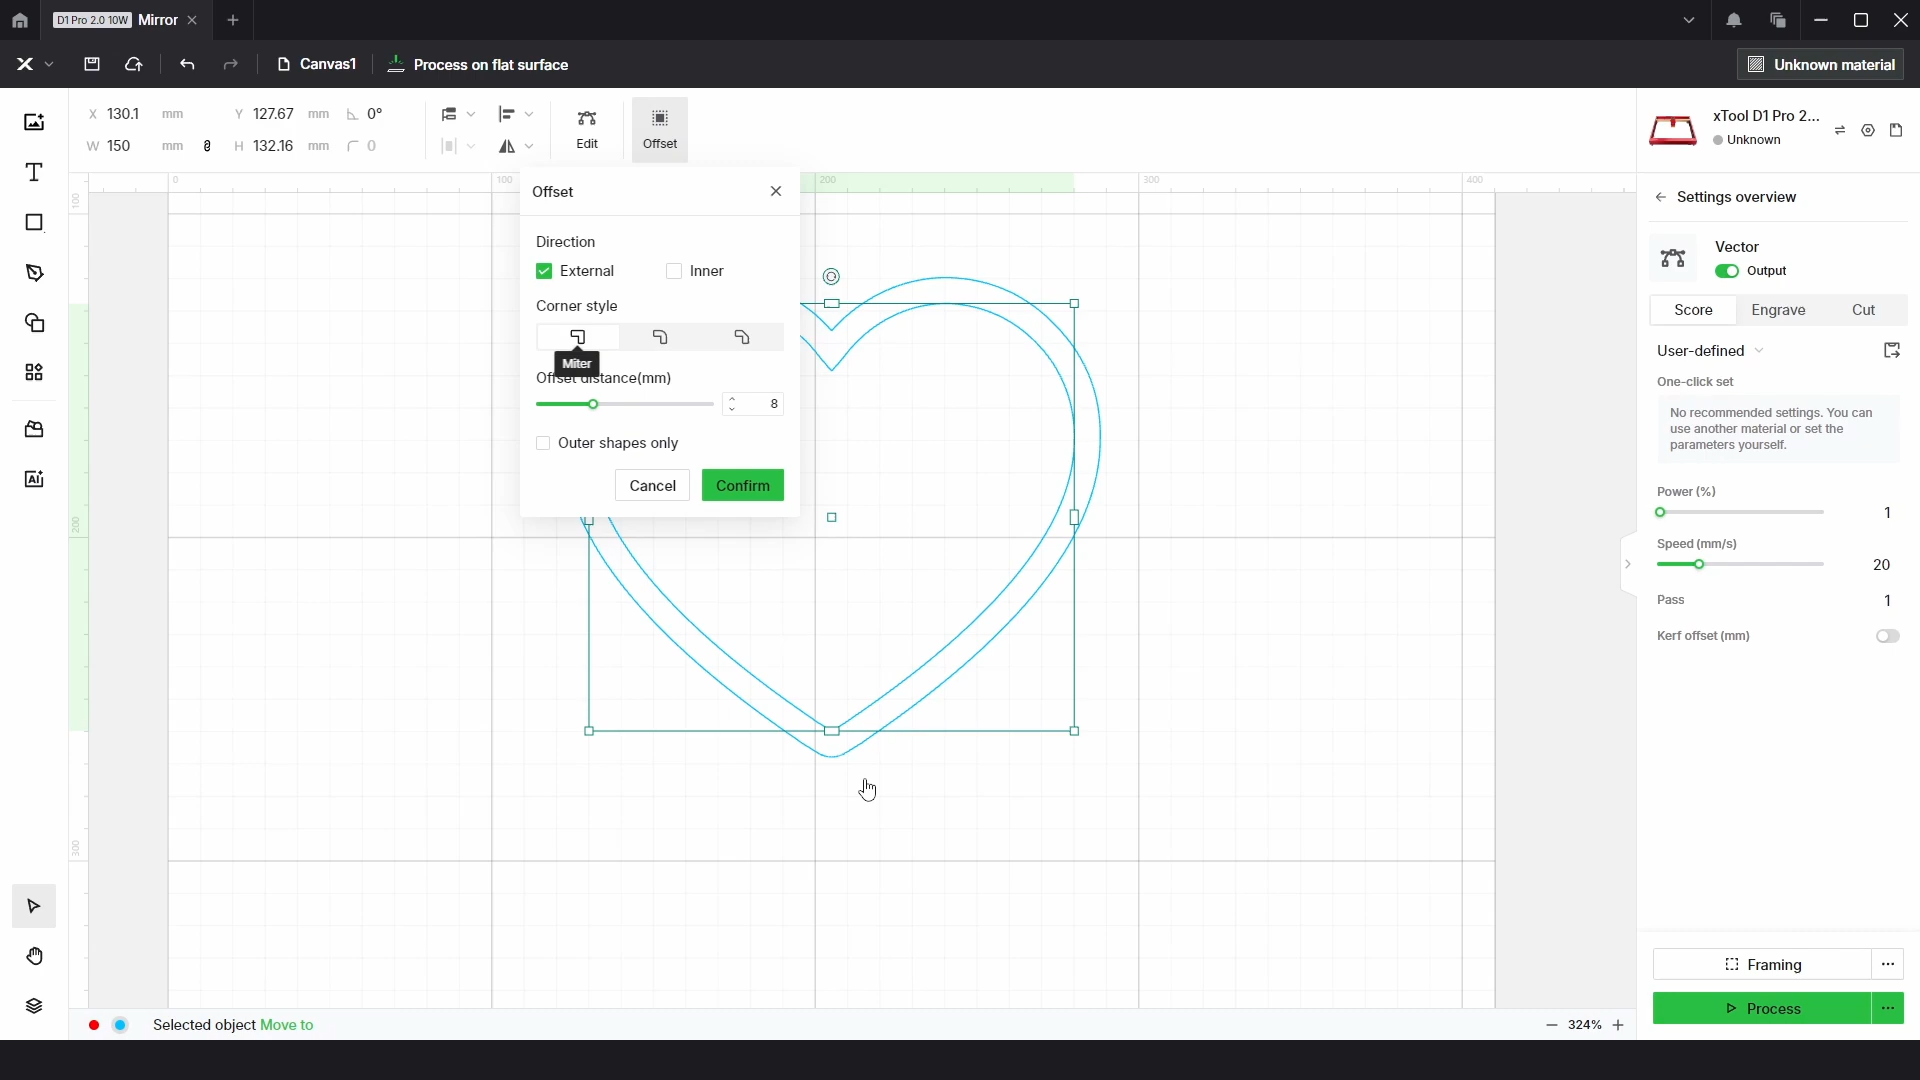 D1 Pro 2.0 10W Mirror
Canvas1
Process on flat surface
Unknown material
X 130.1 mm Y 127.67 mm 0°
W 150 mm H 132.16 mm 0
Edit
Offset
xTool D1 Pro 2...
Unknown
0 100 200 300 400
100
200
300
Offset
Direction
External Inner
Corner style
Miter
Offset distance(mm)
8
Outer shapes only
Cancel Confirm
Settings overview
Vector
Output
Score Engrave Cut
User-defined
One-click set
No recommended settings. You can
use another material or set the
parameters yourself.
Power (%)
1
Speed (mm/s)
20
Pass 1
Kerf offset (mm)
Framing
Process
AI
Selected object Move to
324%